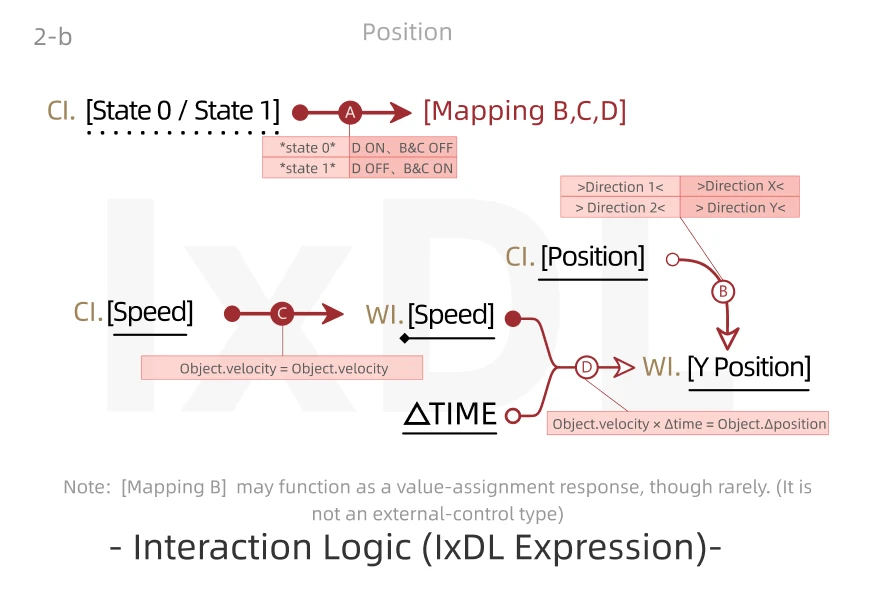 2-b
Position
CI. [State 0 / State 1]
A
[Mapping B,C,D]
*state 0* D ON、B&C OFF
*state 1* D OFF、B&C ON
>Direction 1< >Direction X<
> Direction 2< > Direction Y<
CI. [Position]
B
CI. [Speed]
C
WI. [Speed]
Object.velocity = Object.velocity
D
WI. [Y Position]
△TIME
Object.velocity × Δtime = Object.Δposition
IxDL
Note: [Mapping B] may function as a value-assignment response, though rarely. (It is
not an external-control type)
- Interaction Logic (IxDL Expression)-